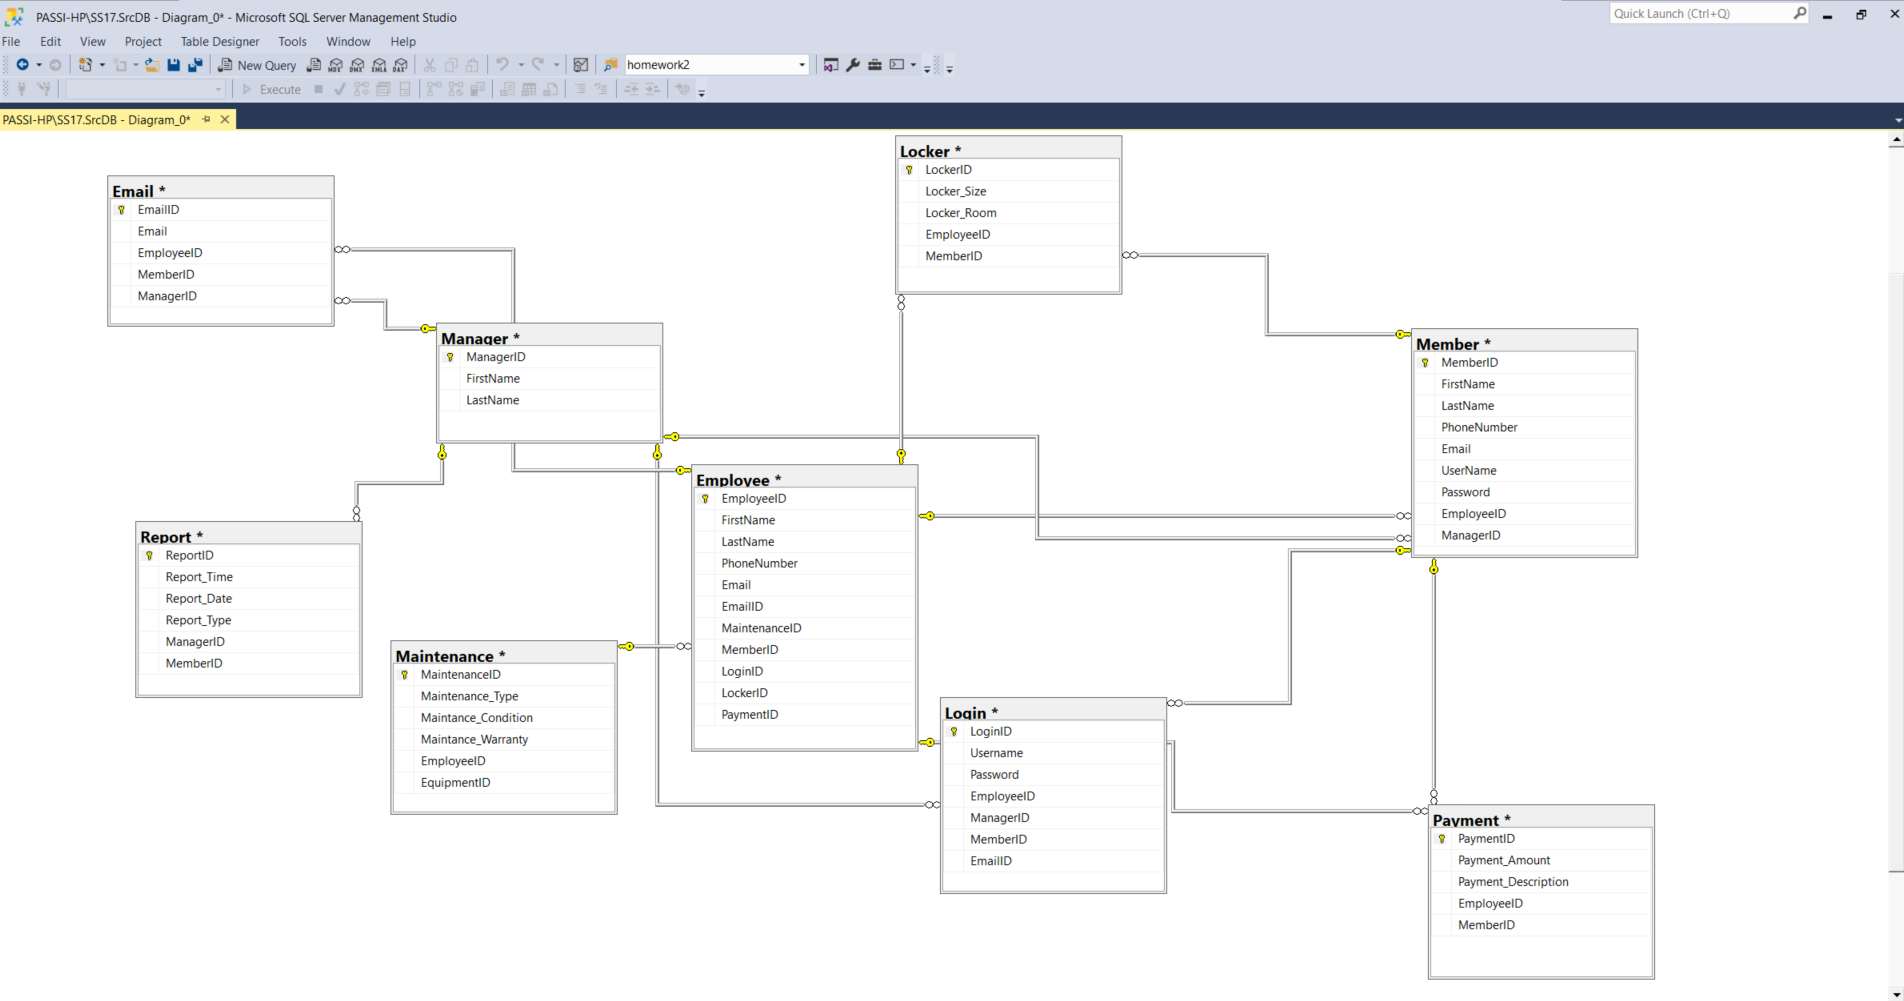 PASSI-HP\SS17.SrcDB - Diagram_0* - Microsoft SQL Server Management Studio
Quick Launch (Ctrl+Q)
File Edit View Project Table Designer Tools Window Help
New Query MDX DMX XMLA DAX homework2
Execute
PASSI-HP\SS17.SrcDB - Diagram_0*
Email *
EmailID
Email
EmployeeID
MemberID
ManagerID
Locker *
LockerID
Locker_Size
Locker_Room
EmployeeID
MemberID
Manager *
ManagerID
FirstName
LastName
Member *
MemberID
FirstName
LastName
PhoneNumber
Email
UserName
Password
EmployeeID
ManagerID
Employee *
EmployeeID
FirstName
LastName
PhoneNumber
Email
EmailID
MaintenanceID
MemberID
LoginID
LockerID
PaymentID
Report *
ReportID
Report_Time
Report_Date
Report_Type
ManagerID
MemberID
Maintenance *
MaintenanceID
Maintenance_Type
Maintance_Condition
Maintance_Warranty
EmployeeID
EquipmentID
Login *
LoginID
Username
Password
EmployeeID
ManagerID
MemberID
EmailID
Payment *
PaymentID
Payment_Amount
Payment_Description
EmployeeID
MemberID